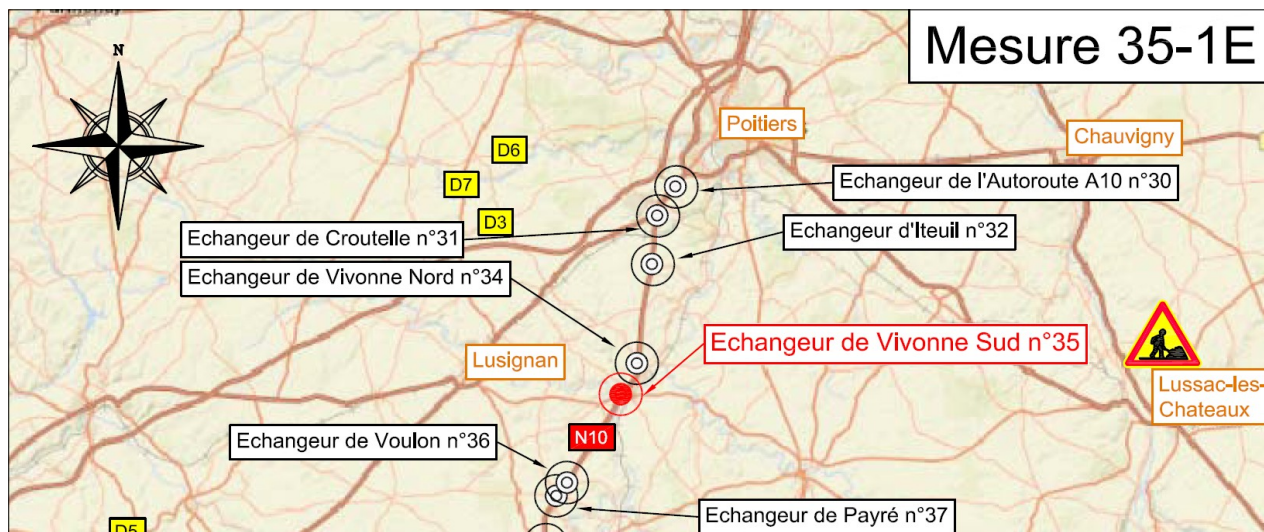 Mesure 35-1E
N
Poitiers
Chauvigny
D6
D7
D3
Echangeur de l'Autoroute A10 n°30
Echangeur de Croutelle n°31
Echangeur d'Iteuil n°32
Echangeur de Vivonne Nord n°34
Echangeur de Vivonne Sud n°35
Lusignan
Lussac-les-
Chateaux
N10
Echangeur de Voulon n°36
Echangeur de Payré n°37
D5